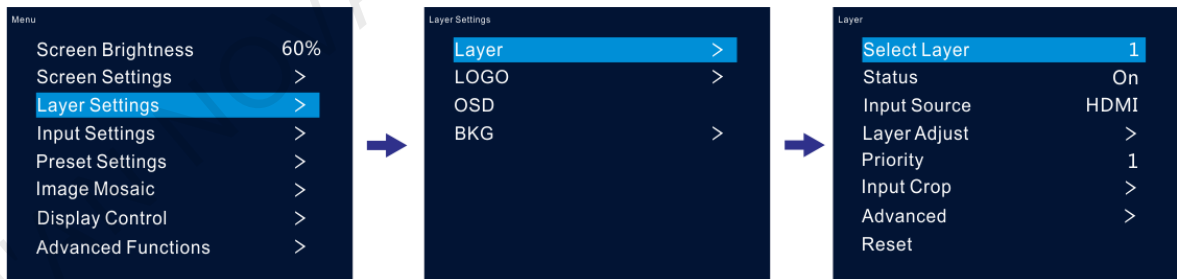 Menu
Screen Brightness 60%
Screen Settings >
Layer Settings >
Input Settings >
Preset Settings >
Image Mosaic >
Display Control >
Advanced Functions >
Layer Settings
Layer >
LOGO >
OSD
BKG >
Layer
Select Layer 1
Status On
Input Source HDMI
Layer Adjust >
Priority 1
Input Crop >
Advanced >
Reset